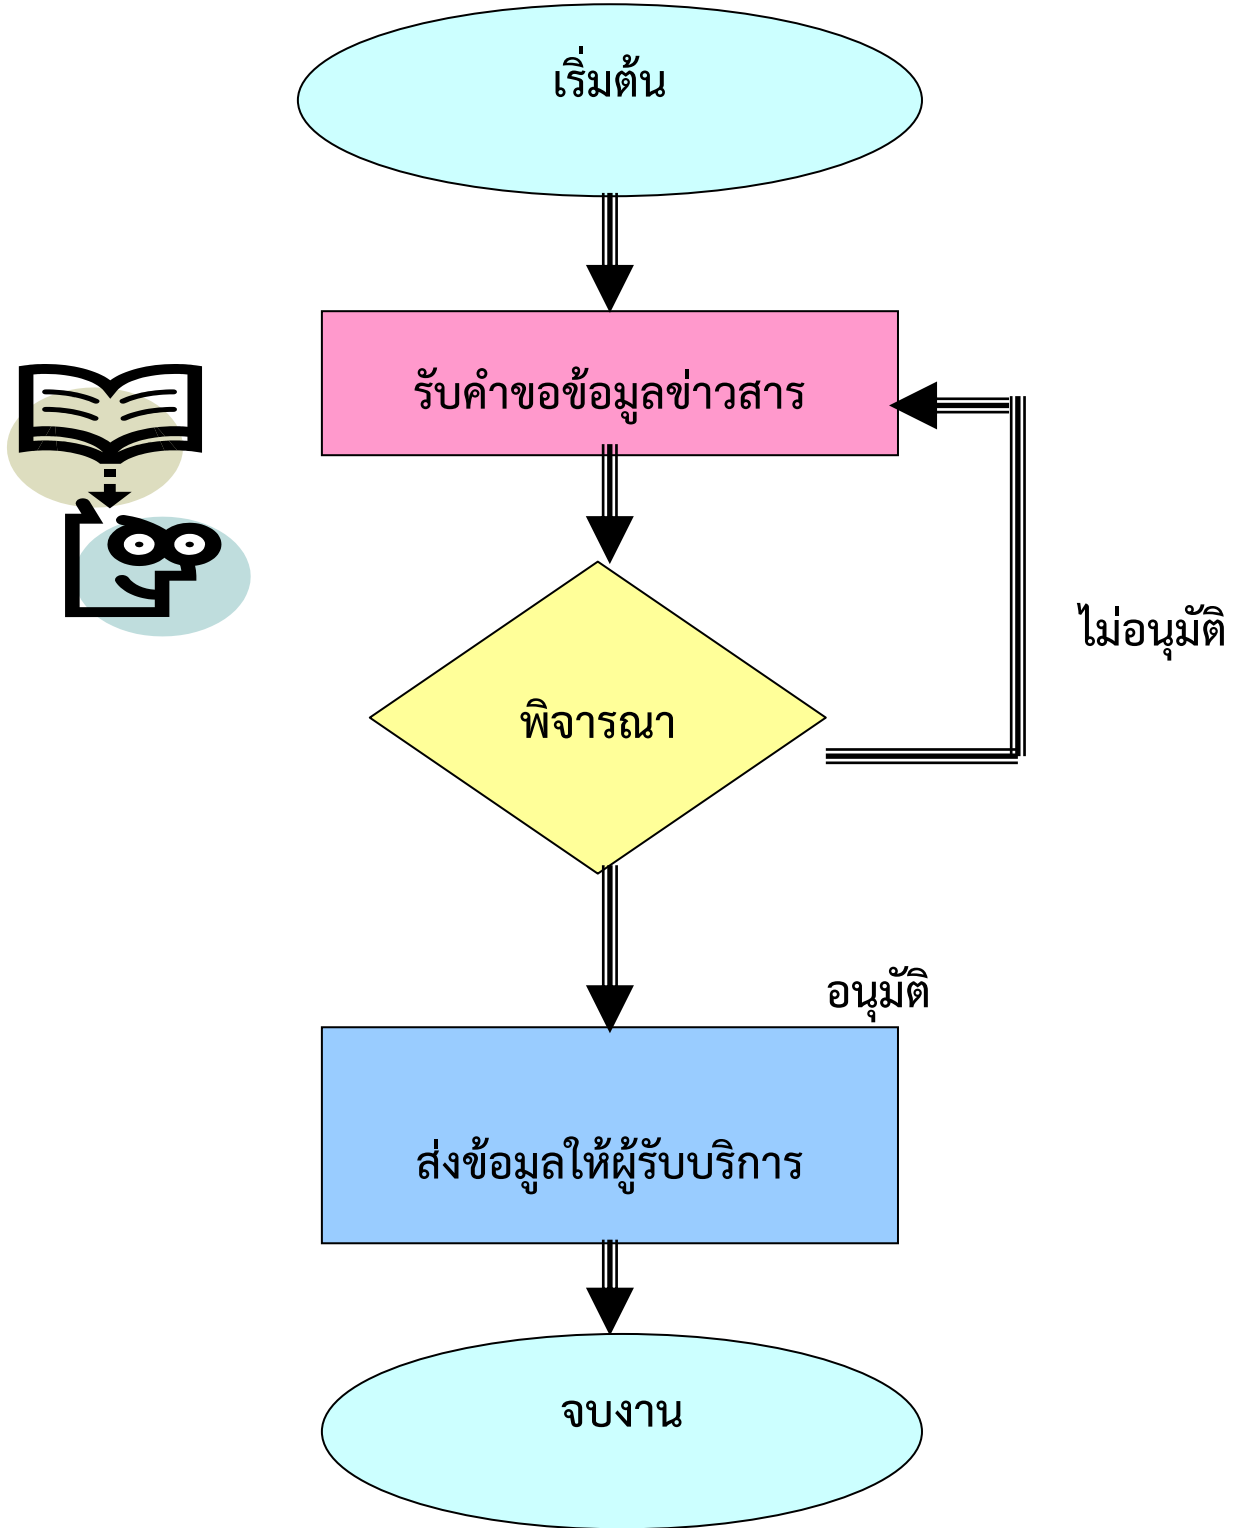 เริ่มต้น
รับคำขอข้อมูลข่าวสาร
ไม่อนุมัติ
พิจารณา
อนุมัติ
ส่งข้อมูลให้ผู้รับบริการ
จบงาน